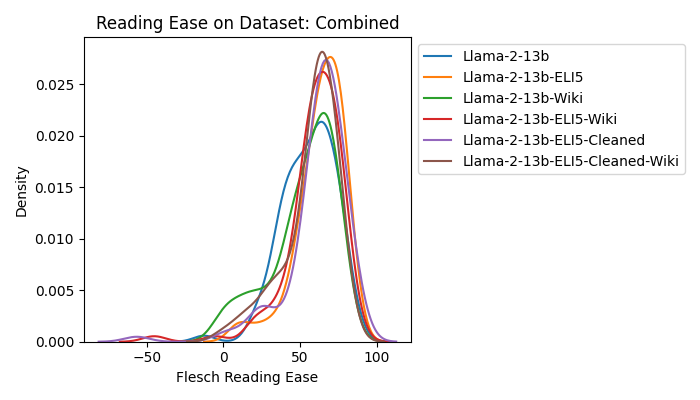 Reading Ease on Dataset: Combined
Llama-2-13b
Llama-2-13b-ELI5
Llama-2-13b-Wiki
Llama-2-13b-ELI5-Wiki
Llama-2-13b-ELI5-Cleaned
Llama-2-13b-ELI5-Cleaned-Wiki
Density
0.025
0.020
0.015
0.010
0.005
0.000
−50
0
50
100
Flesch Reading Ease